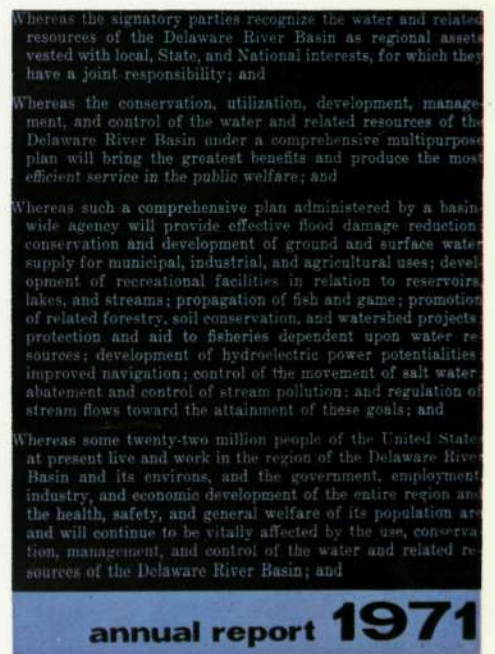 Whereas the signatory parties recognize the water and related
resources of the Delaware River Basin as regional assets
vested with local, State, and National interests, for which they
have a joint responsibility; and
Whereas the conservation, utilization, development, manage-
ment, and control of the water and related resources of the
Delaware River Basin under a comprehensive multipurpose
plan will bring the greatest benefits and produce the most
efficient service in the public welfare; and
Whereas such a comprehensive plan administered by a basin-
wide agency will provide effective flood damage reduction;
conservation and development of ground and surface water
supply for municipal, industrial, and agricultural uses; devel-
opment of recreational facilities in relation to reservoirs,
lakes, and streams; propagation of fish and game; promotion
of related forestry, soil conservation, and watershed projects;
protection and aid to fisheries dependent upon water re-
sources; development of hydroelectric power potentialities;
improved navigation; control of the movement of salt water;
abatement and control of stream pollution; and regulation of
stream flows toward the attainment of these goals; and
Whereas some twenty-two million people of the United States
at present live and work in the region of the Delaware River
Basin and its environs, and the government, employment,
industry, and economic development of the entire region and
the health, safety, and general welfare of its population are
and will continue to be vitally affected by the use, conserva-
tion, management, and control of the water and related re-
sources of the Delaware River Basin; and
annual report 1971